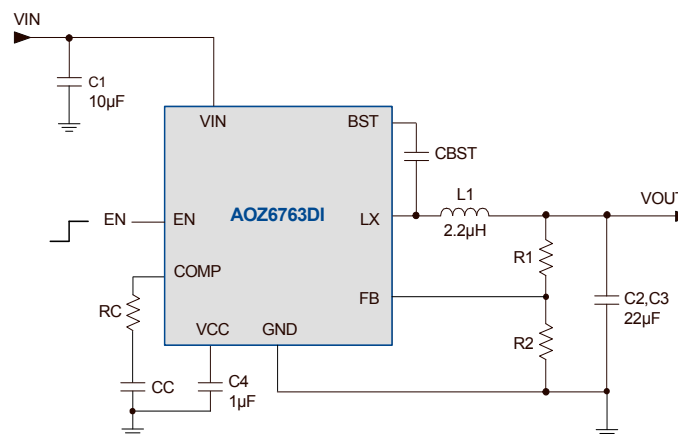 VIN
C1
10µF
VIN
BST
CBST
AOZ6763DI
L1
2.2µH
VOUT
EN
EN
LX
COMP
R1
RC
FB
C2,C3
22µF
VCC
GND
R2
CC
C4
1µF